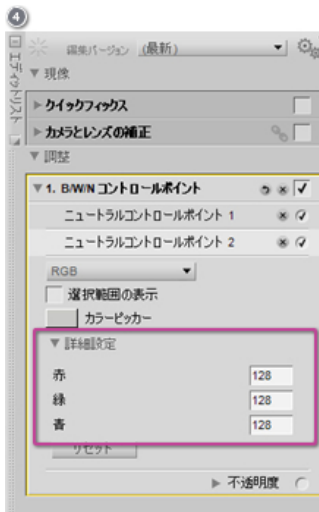 4
エディットリスト
編集バージョン (最新)
現像
クイックフィックス
カメラとレンズの補正
調整
1. B/W/N コントロールポイント
ニュートラルコントロールポイント 1
ニュートラルコントロールポイント 2
RGB
選択範囲の表示
カラーピッカー
詳細設定
赤 128
緑 128
青 128
リセット
不透明度